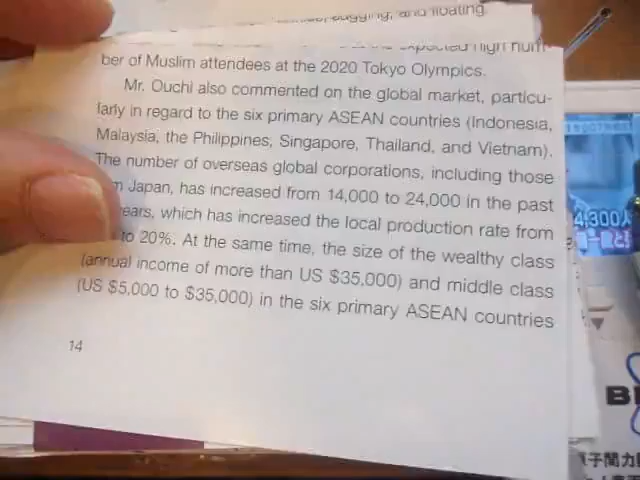 and floating.
expected high num-
ber of Muslim attendees at the 2020 Tokyo Olympics.
Mr. Ouchi also commented on the global market, particu-
larly in regard to the six primary ASEAN countries (Indonesia,
Malaysia, the Philippines, Singapore, Thailand, and Vietnam).
The number of overseas global corporations, including those
Japan, has increased from 14,000 to 24,000 in the past
which has increased the local production rate from
to 20%. At the same time, the size of the wealthy class
(annual income of more than US $35,000) and middle class
(US $5,000 to $35,000) in the six primary ASEAN countries
14
4,300人